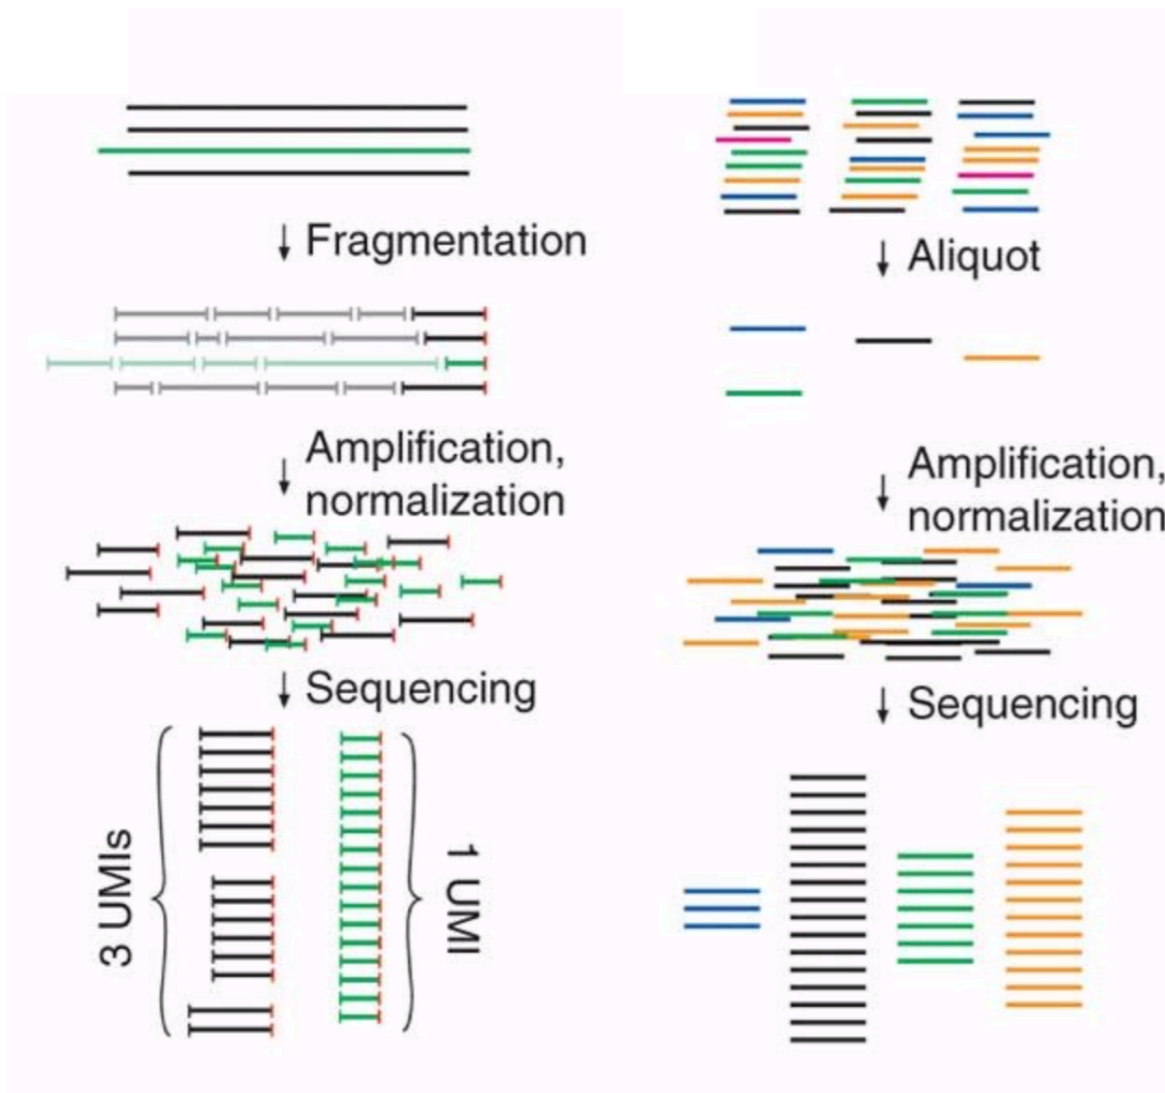 Fragmentation
Amplification,
normalization
Sequencing
3 UMIs
1 UMI
Aliquot
Amplification,
normalization
Sequencing